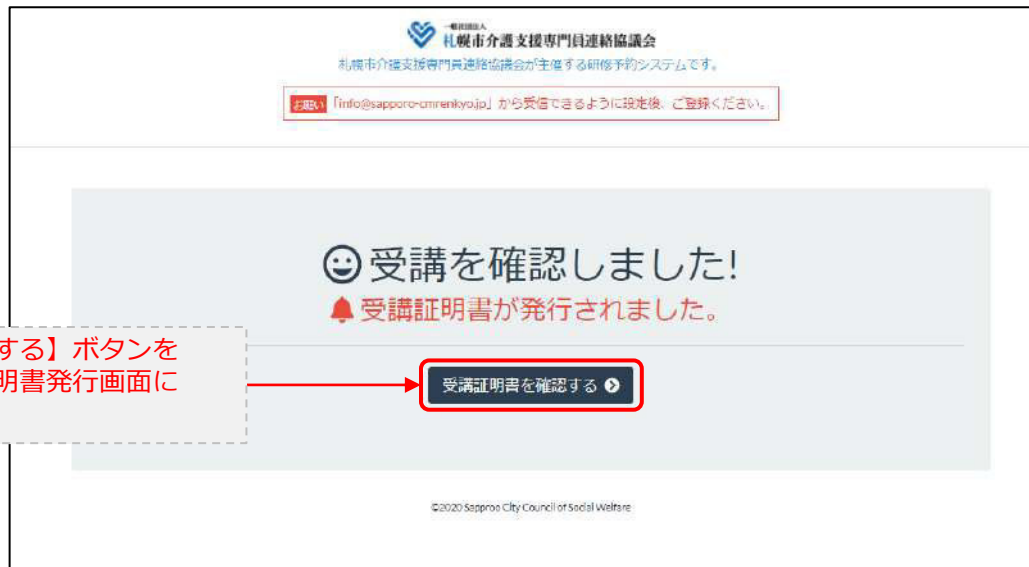 一般社団法人
札幌市介護支援専門員連絡協議会
札幌市介護支援専門員連絡協議会が主催する研修予約システムです。
お願い 「info@sapporo-cmrenkyo.jp」から受信できるように設定後、ご登録ください。
受講を確認しました!
受講証明書が発行されました。
する】ボタンを
明書発行画面に
受講証明書を確認する
©2020 Sapproo City Council of Social Welfare